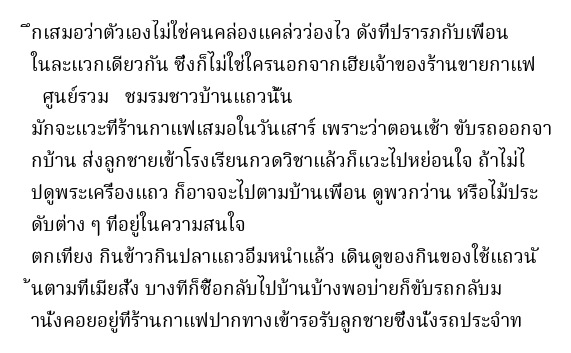 ึกเสมอว่าตัวเองไม่ใช่คนคล่องแคล่วว่องไว ดังที่ปรารภกับเพื่อน
ในละแวกเดียวกัน ซึ่งก็ไม่ใช่ใครนอกจากเฮียเจ้าของร้านขายกาแฟ
ศูนย์รวม ชมรมชาวบ้านแถวนั้น
มักจะแวะที่ร้านกาแฟเสมอในวันเสาร์ เพราะว่าตอนเช้า ขับรถออกจา
กบ้าน ส่งลูกชายเข้าโรงเรียนกวดวิชาแล้วก็แวะไปหย่อนใจ ถ้าไม่ไ
ปดูพระเครื่องแถว ก็อาจจะไปตามบ้านเพื่อน ดูพวกว่าน หรือไม้ประ
ดับต่าง ๆ ที่อยู่ในความสนใจ
ตกเที่ยง กินข้าวกินปลาแถวอิ่มหนำแล้ว เดินดูของกินของใช้แถวนั
้นตามที่เมียสั่ง บางทีก็ซื้อกลับไปบ้านบ้างพอบ่ายก็ขับรถกลับม
านั่งคอยอยู่ที่ร้านกาแฟปากทางเข้ารอรับลูกชายซึ่งนั่งรถประจำท